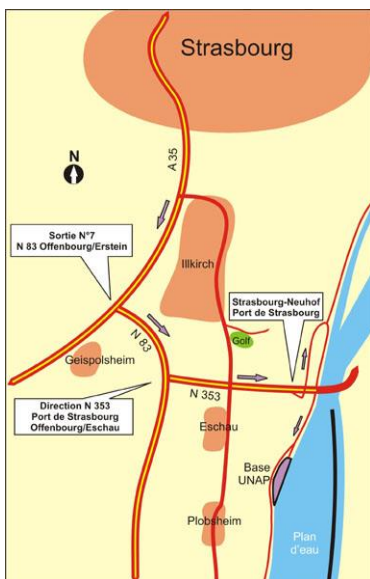 Strasbourg
N
A 35
Sortie N°7
N 83 Offenbourg/Erstein
Illkirch
Strasbourg-Neuhof
Port de Strasbourg
Golf
N 83
Geispolsheim
Direction N 353
Port de Strasbourg
Offenbourg/Eschau
N 353
Eschau
Base
UNAP
Plobsheim
Plan
d'eau